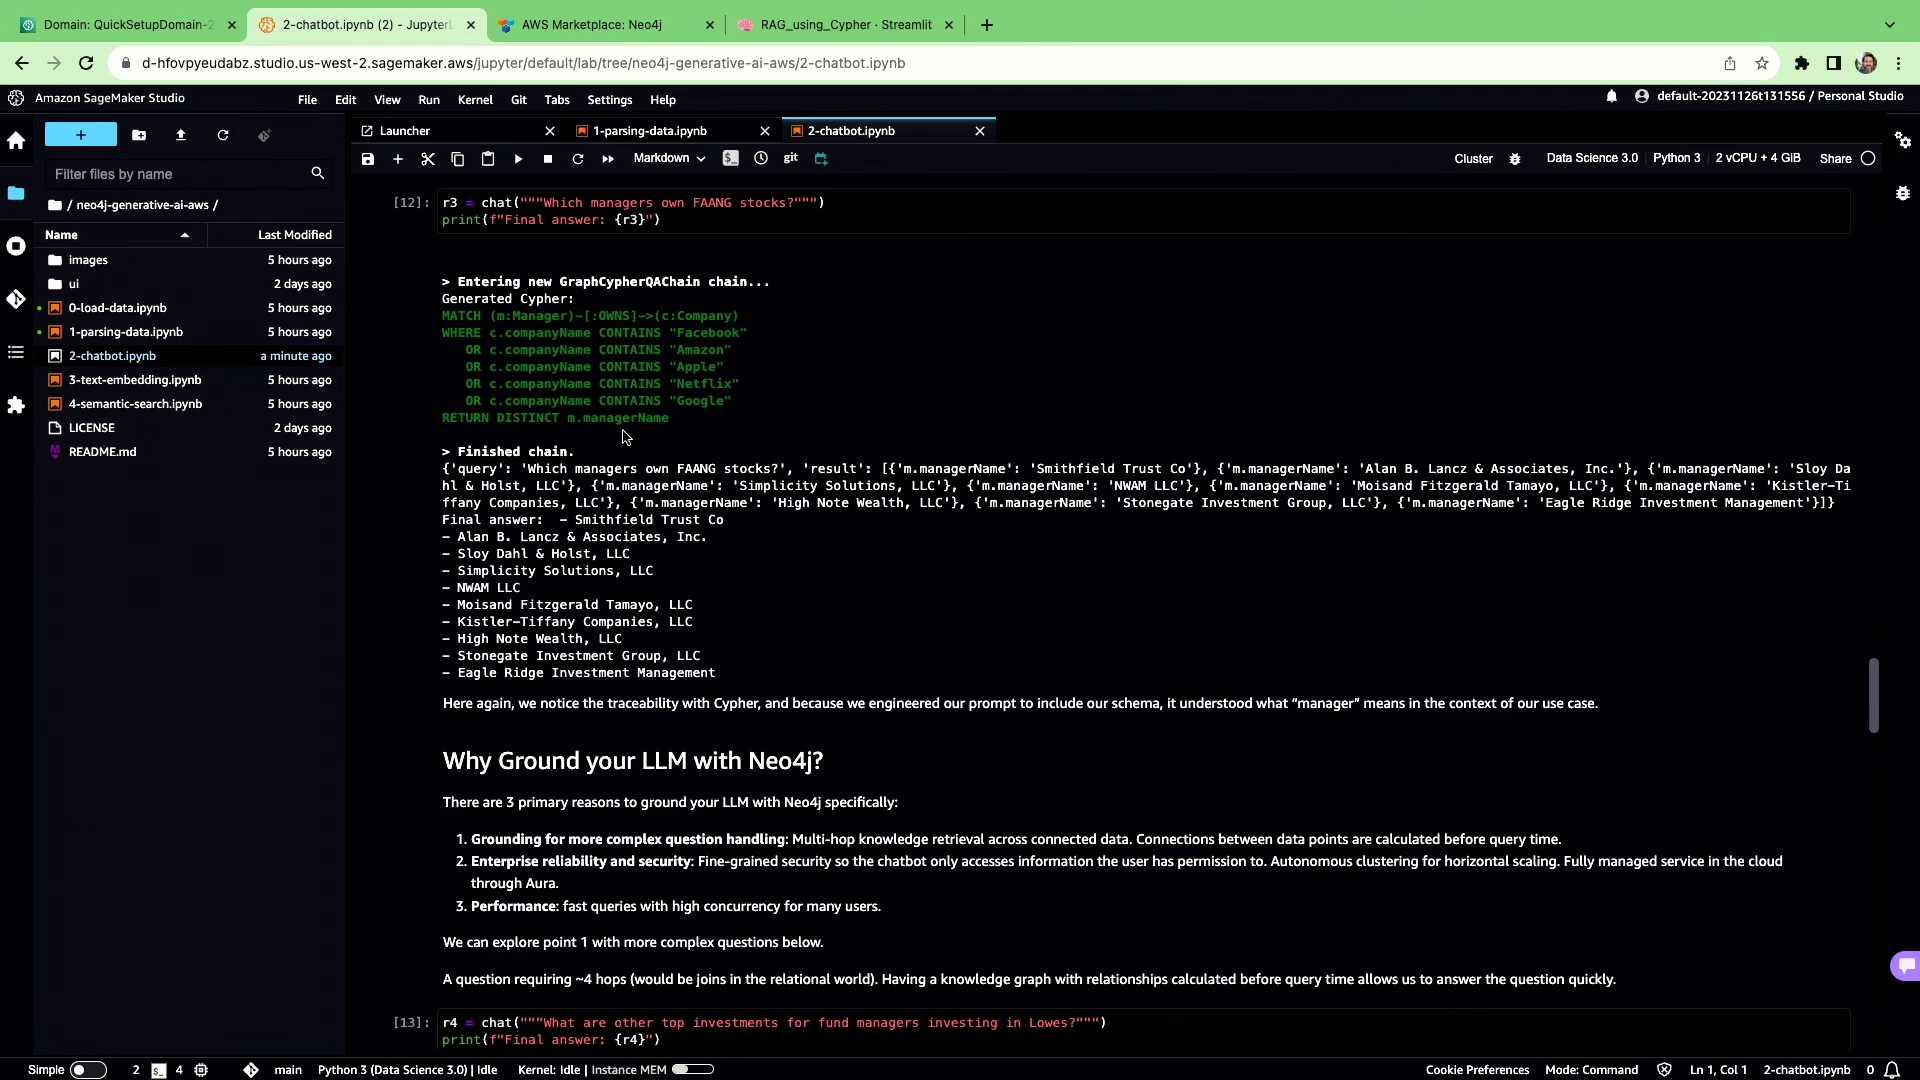 Domain: QuickSetupDomain-2
2-chatbot.ipynb (2) - JupyterL
AWS Marketplace: Neo4j
RAG_using_Cypher · Streamlit
d-hfovpyeudabz.studio.us-west-2.sagemaker.aws/jupyter/default/lab/tree/neo4j-generative-ai-aws/2-chatbot.ipynb
Amazon SageMaker Studio
File Edit View Run Kernel Git Tabs Settings Help
default-20231126t131556 / Personal Studio
Launcher
1-parsing-data.ipynb
2-chatbot.ipynb
Markdown
git
Cluster
Data Science 3.0
Python 3
2 vCPU + 4 GiB
Share
Filter files by name
/ neo4j-generative-ai-aws /
Name Last Modified
images 5 hours ago
ui 2 days ago
0-load-data.ipynb 5 hours ago
1-parsing-data.ipynb 5 hours ago
2-chatbot.ipynb a minute ago
3-text-embedding.ipynb 5 hours ago
4-semantic-search.ipynb 5 hours ago
LICENSE 2 days ago
README.md 5 hours ago
[12]: r3 = chat("""Which managers own FAANG stocks?""")
print(f"Final answer: {r3}")
> Entering new GraphCypherQAChain chain...
Generated Cypher:
MATCH (m:Manager)-[:OWNS]->(c:Company)
WHERE c.companyName CONTAINS "Facebook"
OR c.companyName CONTAINS "Amazon"
OR c.companyName CONTAINS "Apple"
OR c.companyName CONTAINS "Netflix"
OR c.companyName CONTAINS "Google"
RETURN DISTINCT m.managerName
> Finished chain.
{'query': 'Which managers own FAANG stocks?', 'result': [{'m.managerName': 'Smithfield Trust Co'}, {'m.managerName': 'Alan B. Lancz & Associates, Inc.'}, {'m.managerName': 'Sloy Da
hl & Holst, LLC'}, {'m.managerName': 'Simplicity Solutions, LLC'}, {'m.managerName': 'NWAM LLC'}, {'m.managerName': 'Moisand Fitzgerald Tamayo, LLC'}, {'m.managerName': 'Kistler-Ti
ffany Companies, LLC'}, {'m.managerName': 'High Note Wealth, LLC'}, {'m.managerName': 'Stonegate Investment Group, LLC'}, {'m.managerName': 'Eagle Ridge Investment Management'}]}
Final answer:  - Smithfield Trust Co
- Alan B. Lancz & Associates, Inc.
- Sloy Dahl & Holst, LLC
- Simplicity Solutions, LLC
- NWAM LLC
- Moisand Fitzgerald Tamayo, LLC
- Kistler-Tiffany Companies, LLC
- High Note Wealth, LLC
- Stonegate Investment Group, LLC
- Eagle Ridge Investment Management
Here again, we notice the traceability with Cypher, and because we engineered our prompt to include our schema, it understood what “manager” means in the context of our use case.
Why Ground your LLM with Neo4j?
There are 3 primary reasons to ground your LLM with Neo4j specifically:
1. Grounding for more complex question handling: Multi-hop knowledge retrieval across connected data. Connections between data points are calculated before query time.
2. Enterprise reliability and security: Fine-grained security so the chatbot only accesses information the user has permission to. Autonomous clustering for horizontal scaling. Fully managed service in the cloud
through Aura.
3. Performance: fast queries with high concurrency for many users.
We can explore point 1 with more complex questions below.
A question requiring ~4 hops (would be joins in the relational world). Having a knowledge graph with relationships calculated before query time allows us to answer the question quickly.
[13]: r4 = chat("""What are other top investments for fund managers investing in Lowes?""")
print(f"Final answer: {r4}")
Simple 2 4 main Python 3 (Data Science 3.0) | Idle Kernel: Idle | Instance MEM
Cookie Preferences Mode: Command Ln 1, Col 1 2-chatbot.ipynb 0